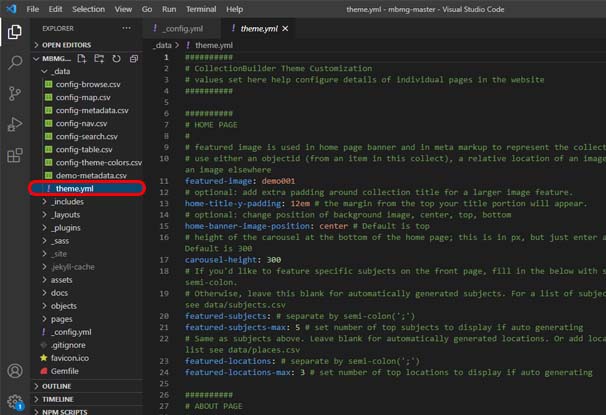 File Edit Selection View Go Run Terminal Help theme.yml - mbmg-master - Visual Studio Code
EXPLORER ...
OPEN EDITORS
MBMG...
_data
config-browse.csv
config-map.csv
config-metadata.csv
config-nav.csv
config-search.csv
config-table.csv
config-theme-colors.csv
demo-metadata.csv
theme.yml
_includes
_layouts
_plugins
_sass
_site
.jekyll-cache
assets
docs
objects
pages
_config.yml
.gitignore
favicon.ico
Gemfile
OUTLINE
TIMELINE
NPM SCRIPTS
1
_config.yml theme.yml
_data > theme.yml
1 ##########
2 # CollectionBuilder Theme Customization
3 # values set here help configure details of individual pages in the website
4 ##########
5
6 ##########
7 # HOME PAGE
8 #
9 # featured image is used in home page banner and in meta markup to represent the collect
10 # use either an objectid (from an item in this collect), a relative location of an image
an image elsewhere
11 featured-image: demo001
12 # optional: add extra padding around collection title for a larger image feature.
13 home-title-y-padding: 12em # the margin from the top your title portion will appear.
14 # optional: change position of background image, center, top, bottom
15 home-banner-image-position: center # Default is top
16 # height of the carousel at the bottom of the home page; this is in px, but just enter a
Default is 300
17 carousel-height: 300
18 # If you'd like to feature specific subjects on the front page, fill in the below with s
semi-colon.
19 # Otherwise, leave this blank for automatically generated subjects. For a list of subjec
see data/subjects.csv
20 featured-subjects: # separate by semi-colon(';')
21 featured-subjects-max: 5 # set number of top subjects to display if auto generating
22 # Same as subjects above. Leave blank for automatically generated locations. Or add loca
list see data/places.csv
23 featured-locations: # separate by semi-colon(';')
24 featured-locations-max: 3 # set number of top locations to display if auto generating
25
26 ##########
27 # ABOUT PAGE